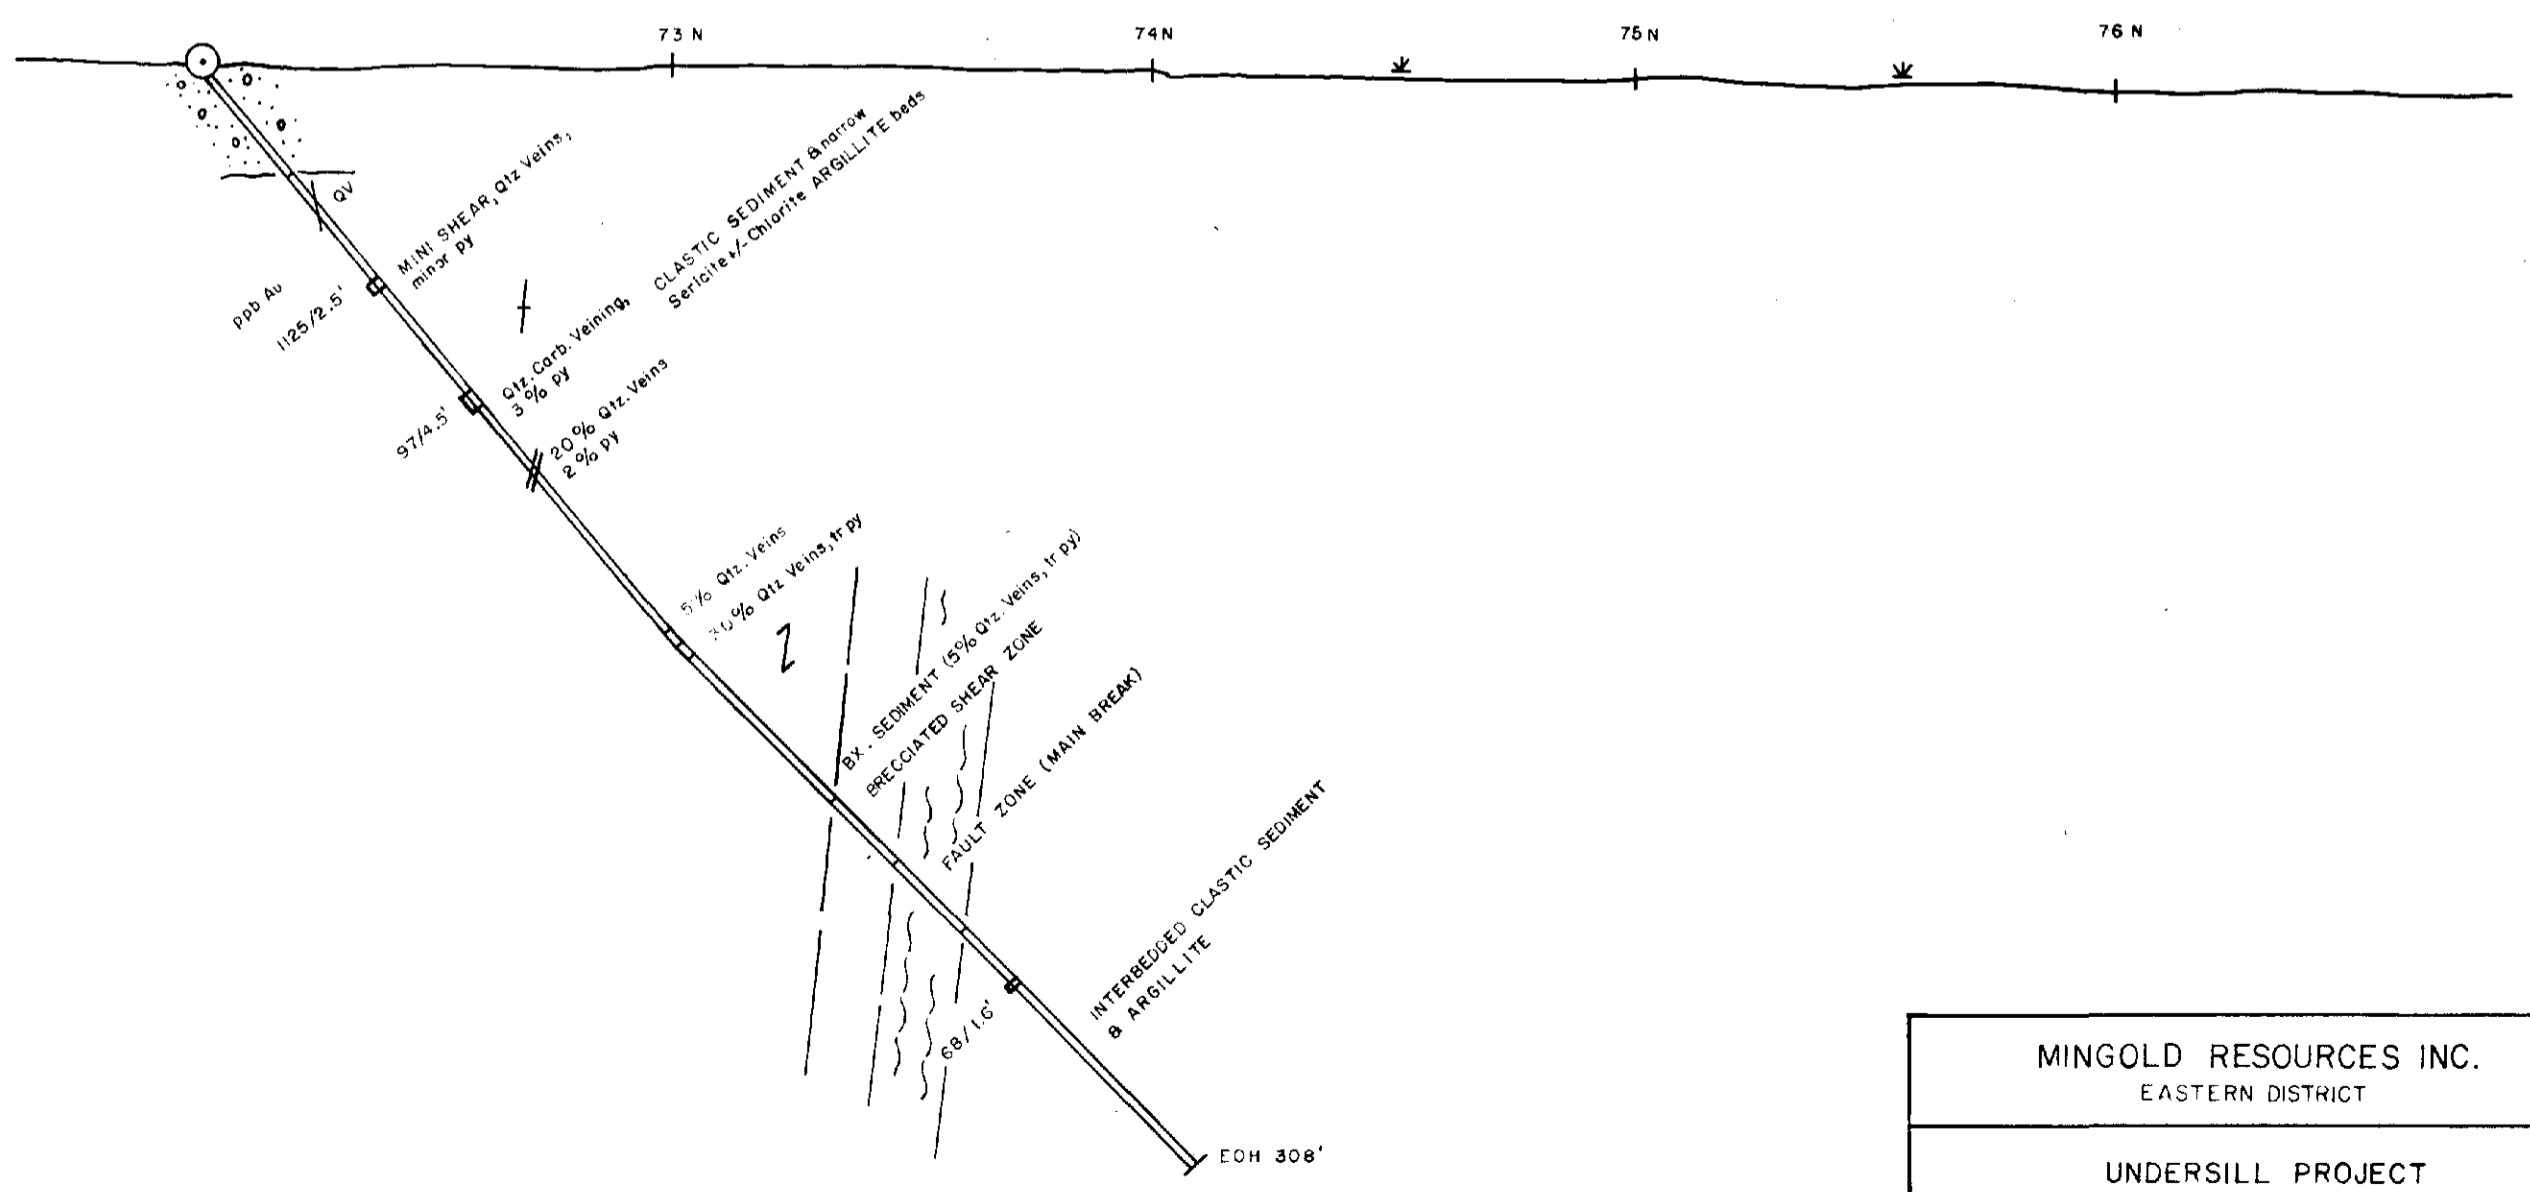 73 N
74 N
75 N
76 N
QV
MINI SHEAR, Qtz Veins,
minor py
ppb Au
1125/2.5'
CLASTIC SEDIMENT & narrow
Sericite +/- Chlorite ARGILLITE beds
Qtz. Carb. Veining,
3% py
97/4.5'
20% Qtz. Veins
2% py
5% Qtz. Veins
30% Qtz Veins, tr py
Z
BX. SEDIMENT (5% Qtz. Veins, tr py)
BRECCIATED SHEAR ZONE
FAULT ZONE (MAIN BREAK)
68/1.6'
INTERBEDDED CLASTIC SEDIMENT
& ARGILLITE
EOH 308'
MINGOLD RESOURCES INC.
EASTERN DISTRICT
UNDERSILL PROJECT